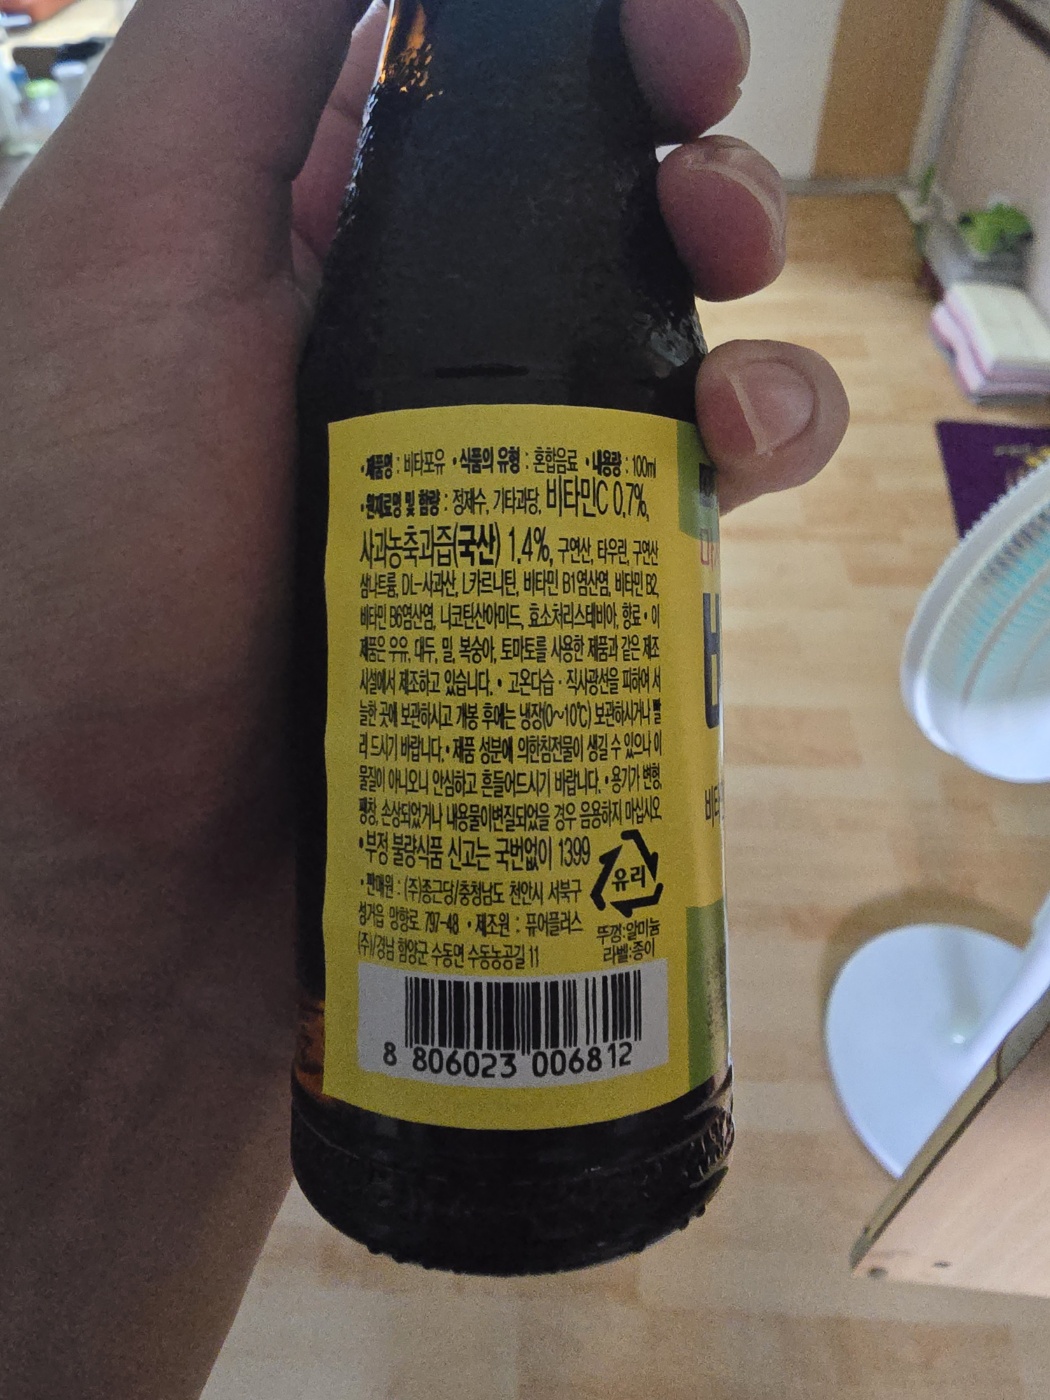 •제품명 : 비타포유 •식품의 유형 : 혼합음료 •내용량 : 100ml
•원재료명 및 함량 : 정제수, 기타과당, 비타민C 0.7%,
사과농축과즙(국산) 1.4%, 구연산, 타우린, 구연산
삼나트륨, DL-사과산, L카르니틴, 비타민 B1염산염, 비타민 B2,
비타민 B6염산염, 니코틴산아미드, 효소처리스테비아, 향료 • 이
제품은 우유, 대두, 밀, 복숭아, 토마토를 사용한 제품과 같은 제조
시설에서 제조하고 있습니다. • 고온다습 · 직사광선을 피하여 서
늘한 곳에 보관하시고 개봉 후에는 냉장(0~10℃) 보관하시거나 빨
리 드시기 바랍니다. • 제품 성분에 의한 침전물이 생길 수 있으나 이
물질이 아니오니 안심하고 흔들어드시기 바랍니다. • 용기가 변형,
팽창, 손상되었거나 내용물이 변질되었을 경우 음용하지 마십시오
•부정 불량식품 신고는 국번없이 1399
유리
•판매원 : (주)종근당/충청남도 천안시 서북구
성거읍 망향로 797-48 • 제조원 : 퓨어플러스
(주)/경남 함양군 수동면 수동농공길 11
뚜껑:알미늄
라벨:종이
8 806023 006812